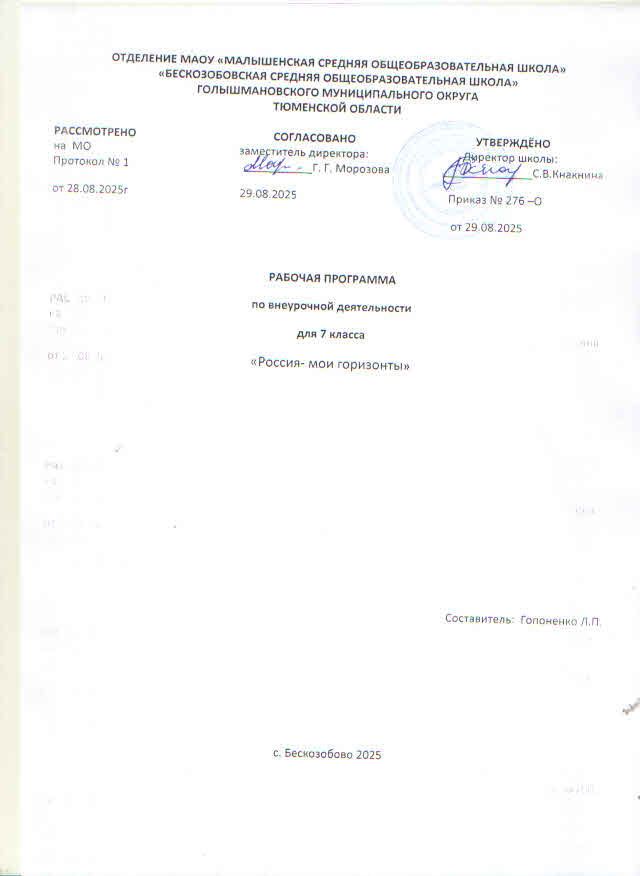 ОТДЕЛЕНИЕ МАОУ «МАЛЫШЕНСКАЯ СРЕДНЯЯ ОБЩЕОБРАЗОВАТЕЛЬНАЯ ШКОЛА»
«БЕСКОЗОБОВСКАЯ СРЕДНЯЯ ОБЩЕОБРАЗОВАТЕЛЬНАЯ ШКОЛА»
ГОЛЫШМАНОВСКОГО МУНИЦИПАЛЬНОГО ОКРУГА
ТЮМЕНСКОЙ ОБЛАСТИ
РАССМОТРЕНО
на МО
Протокол № 1
от 28.08.2025г
СОГЛАСОВАНО
заместитель директора:
Г. Г. Морозова
29.08.2025
УТВЕРЖДЁНО
Директор школы:
С.В.Кнакнина
Приказ № 276 –О
от 29.08.2025
РАБОЧАЯ ПРОГРАММА
по внеурочной деятельности
для 7 класса
«Россия- мои горизонты»
Составитель: Гопоненко Л.П.
с. Бескозобово 2025